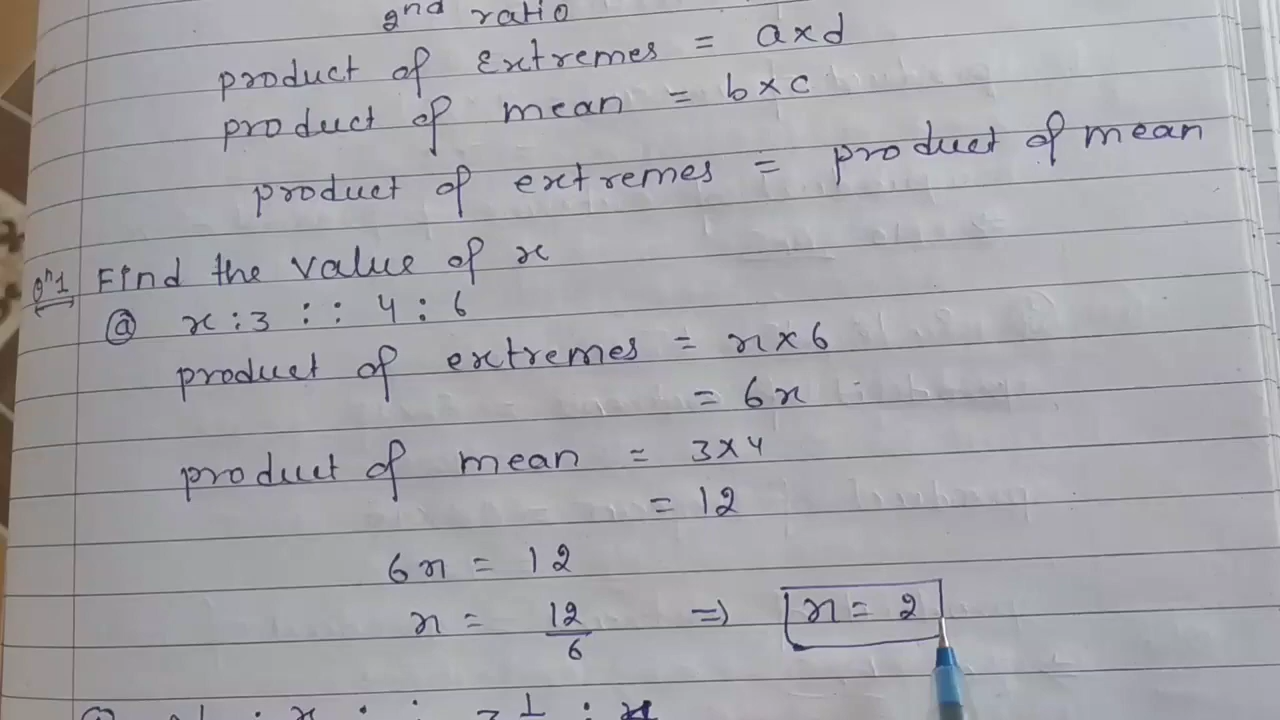 2nd ratio
product of extremes = a×d
product of mean = b×c
product of extremes = product of mean
Qn1 Find the value of x
ⓐ x : 3 :: 4 : 6
product of extremes = x×6
= 6x
product of mean = 3×4
= 12
6x = 12
x = 12/6 => x = 2
: x :: : x